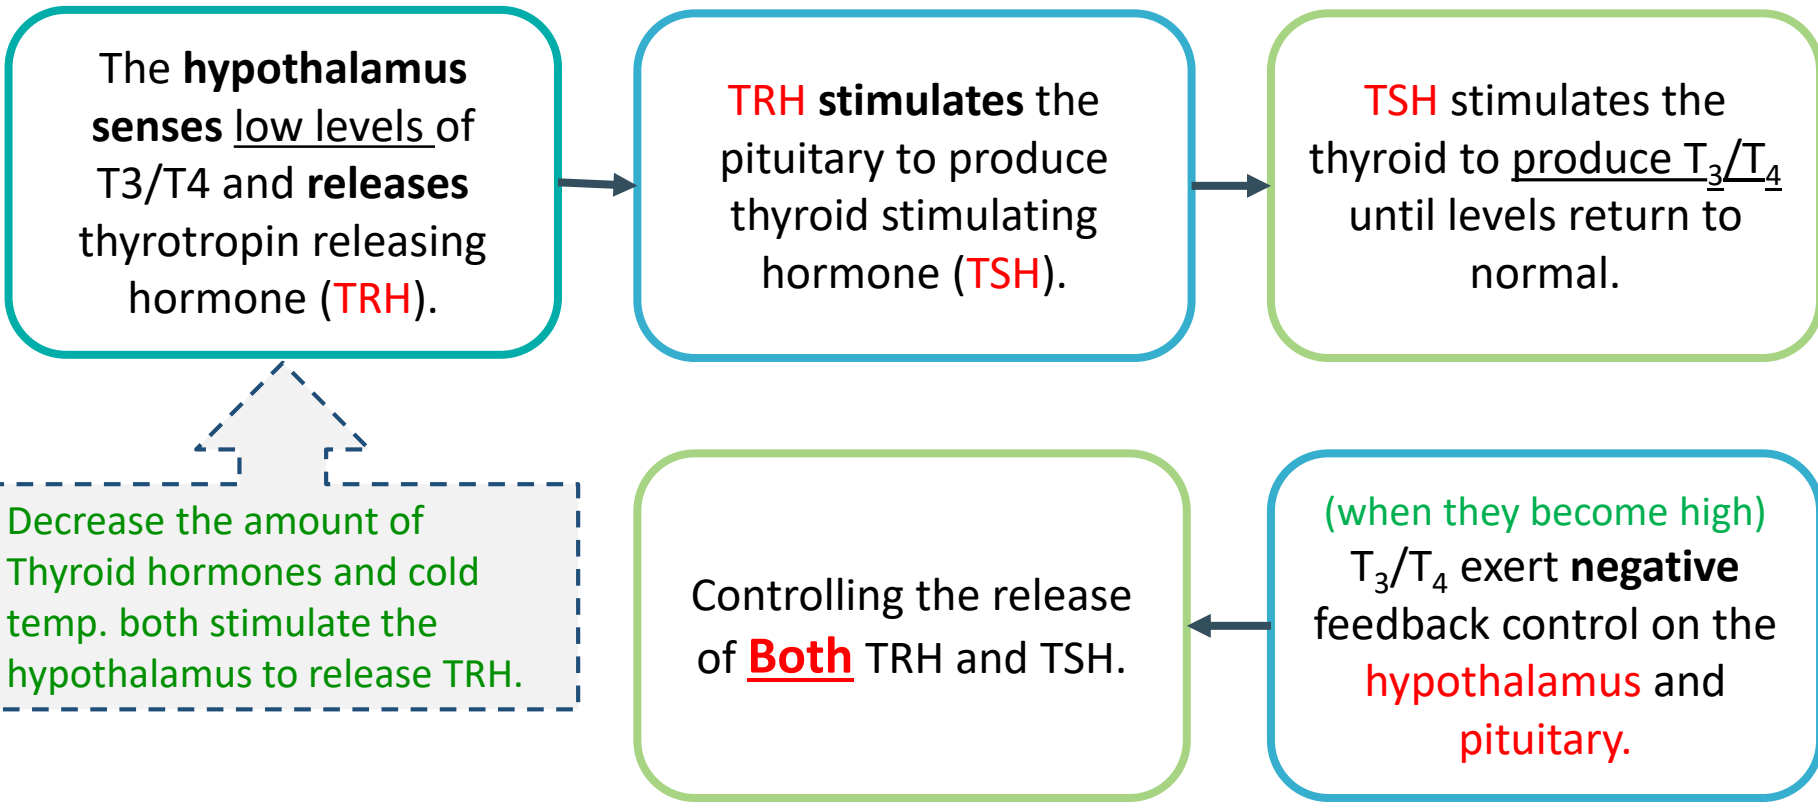 The hypothalamus
senses low levels of
T3/T4 and releases
thyrotropin releasing
hormone (TRH).
TRH stimulates the
pituitary to produce
thyroid stimulating
hormone (TSH).
TSH stimulates the
thyroid to produce T₃/T₄
until levels return to
normal.
Decrease the amount of
Thyroid hormones and cold
temp. both stimulate the
hypothalamus to release TRH.
(when they become high)
T₃/T₄ exert negative
feedback control on the
hypothalamus and
pituitary.
Controlling the release
of Both TRH and TSH.